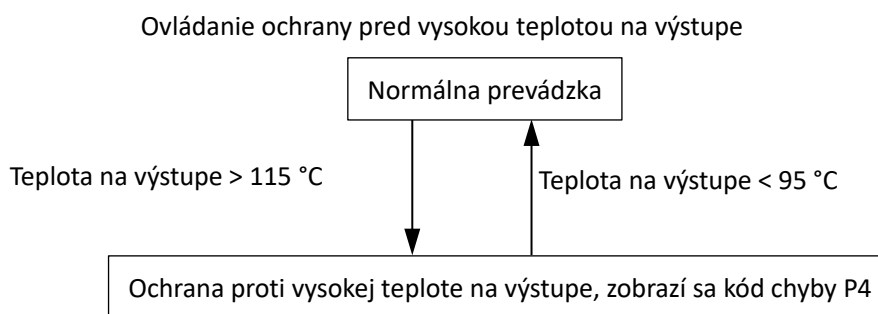 Ovládanie ochrany pred vysokou teplotou na výstupe
Normálna prevádzka
Teplota na výstupe > 115 °C
Teplota na výstupe < 95 °C
Ochrana proti vysokej teplote na výstupe, zobrazí sa kód chyby P4